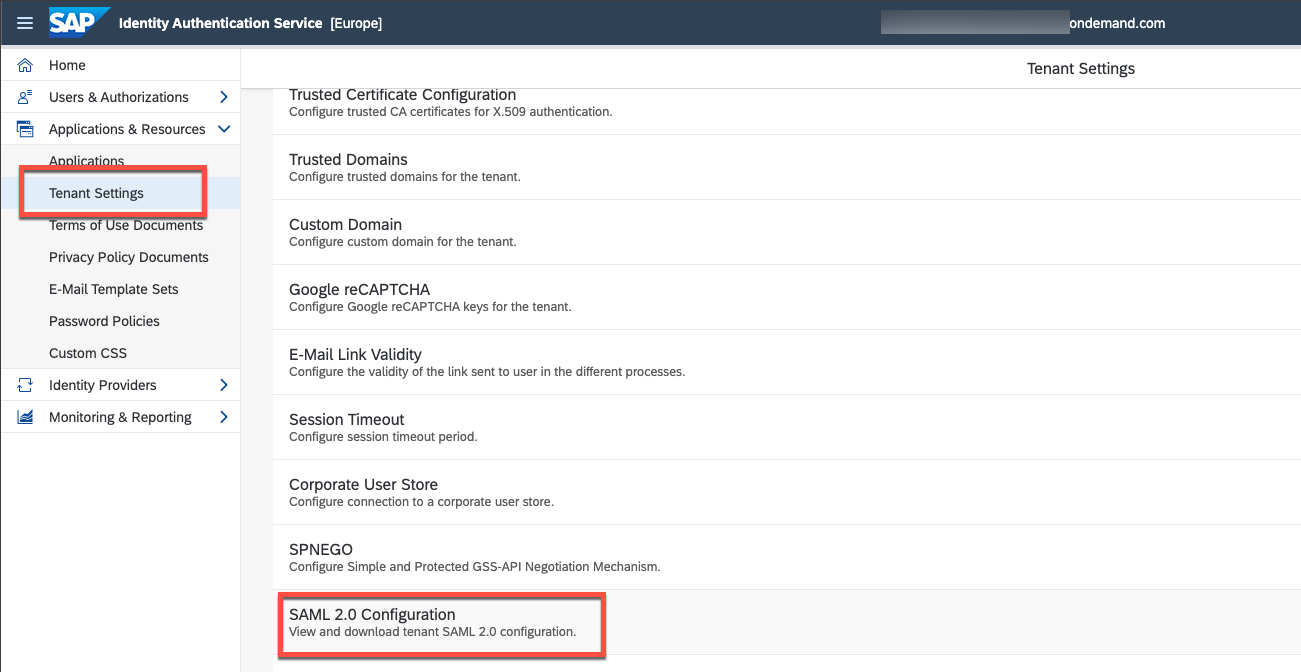 SAP Identity Authentication Service [Europe]
ondemand.com
Home
Users & Authorizations
Applications & Resources
Applications
Tenant Settings
Terms of Use Documents
Privacy Policy Documents
E-Mail Template Sets
Password Policies
Custom CSS
Identity Providers
Monitoring & Reporting
Tenant Settings
Trusted Certificate Configuration
Configure trusted CA certificates for X.509 authentication.
Trusted Domains
Configure trusted domains for the tenant.
Custom Domain
Configure custom domain for the tenant.
Google reCAPTCHA
Configure Google reCAPTCHA keys for the tenant.
E-Mail Link Validity
Configure the validity of the link sent to user in the different processes.
Session Timeout
Configure session timeout period.
Corporate User Store
Configure connection to a corporate user store.
SPNEGO
Configure Simple and Protected GSS-API Negotiation Mechanism.
SAML 2.0 Configuration
View and download tenant SAML 2.0 configuration.